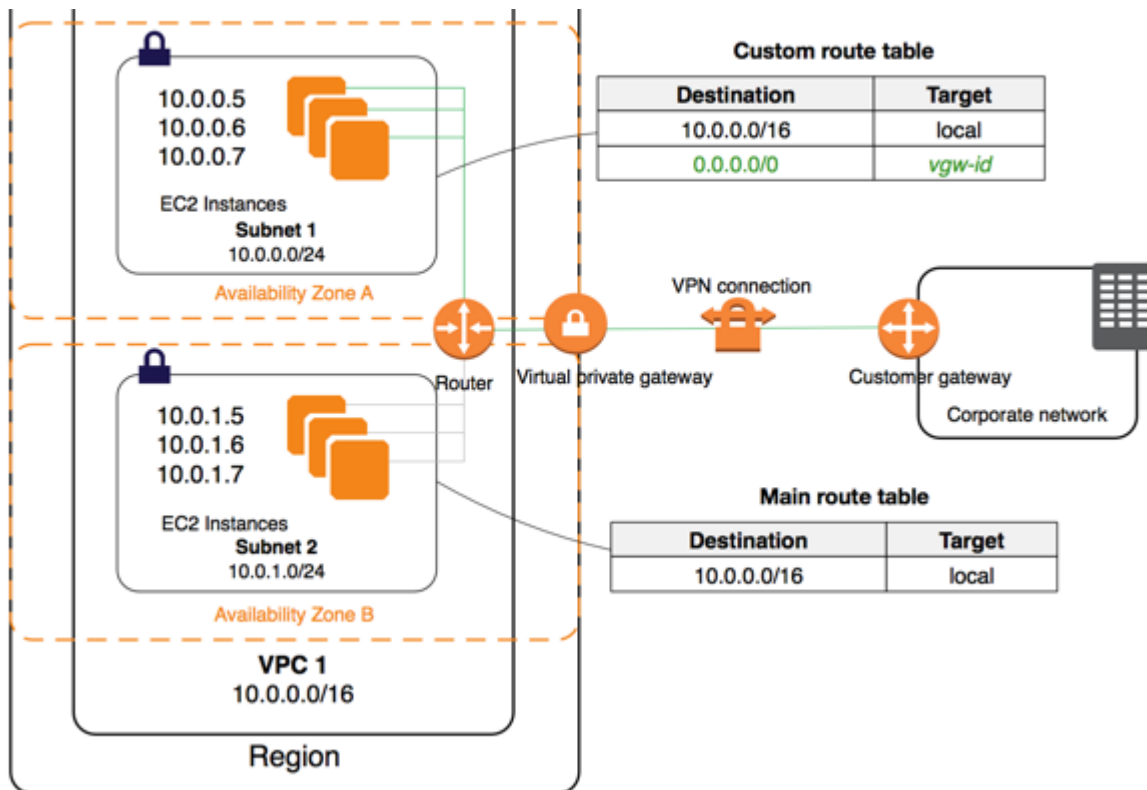 10.0.0.5
10.0.0.6
10.0.0.7
EC2 Instances
Subnet 1
10.0.0.0/24
Availability Zone A
Custom route table
Destination Target
10.0.0.0/16 local
0.0.0.0/0 vgw-id
Router
Virtual private gateway
VPN connection
Customer gateway
Corporate network
10.0.1.5
10.0.1.6
10.0.1.7
EC2 Instances
Subnet 2
10.0.1.0/24
Availability Zone B
Main route table
Destination Target
10.0.0.0/16 local
VPC 1
10.0.0.0/16
Region